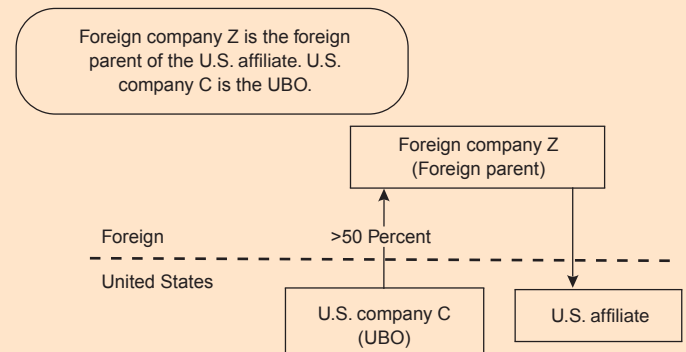 Foreign company Z is the foreign
parent of the U.S. affiliate. U.S.
company C is the UBO.
Foreign company Z
(Foreign parent)
Foreign
>50 Percent
United States
U.S. company C
(UBO)
U.S. affiliate